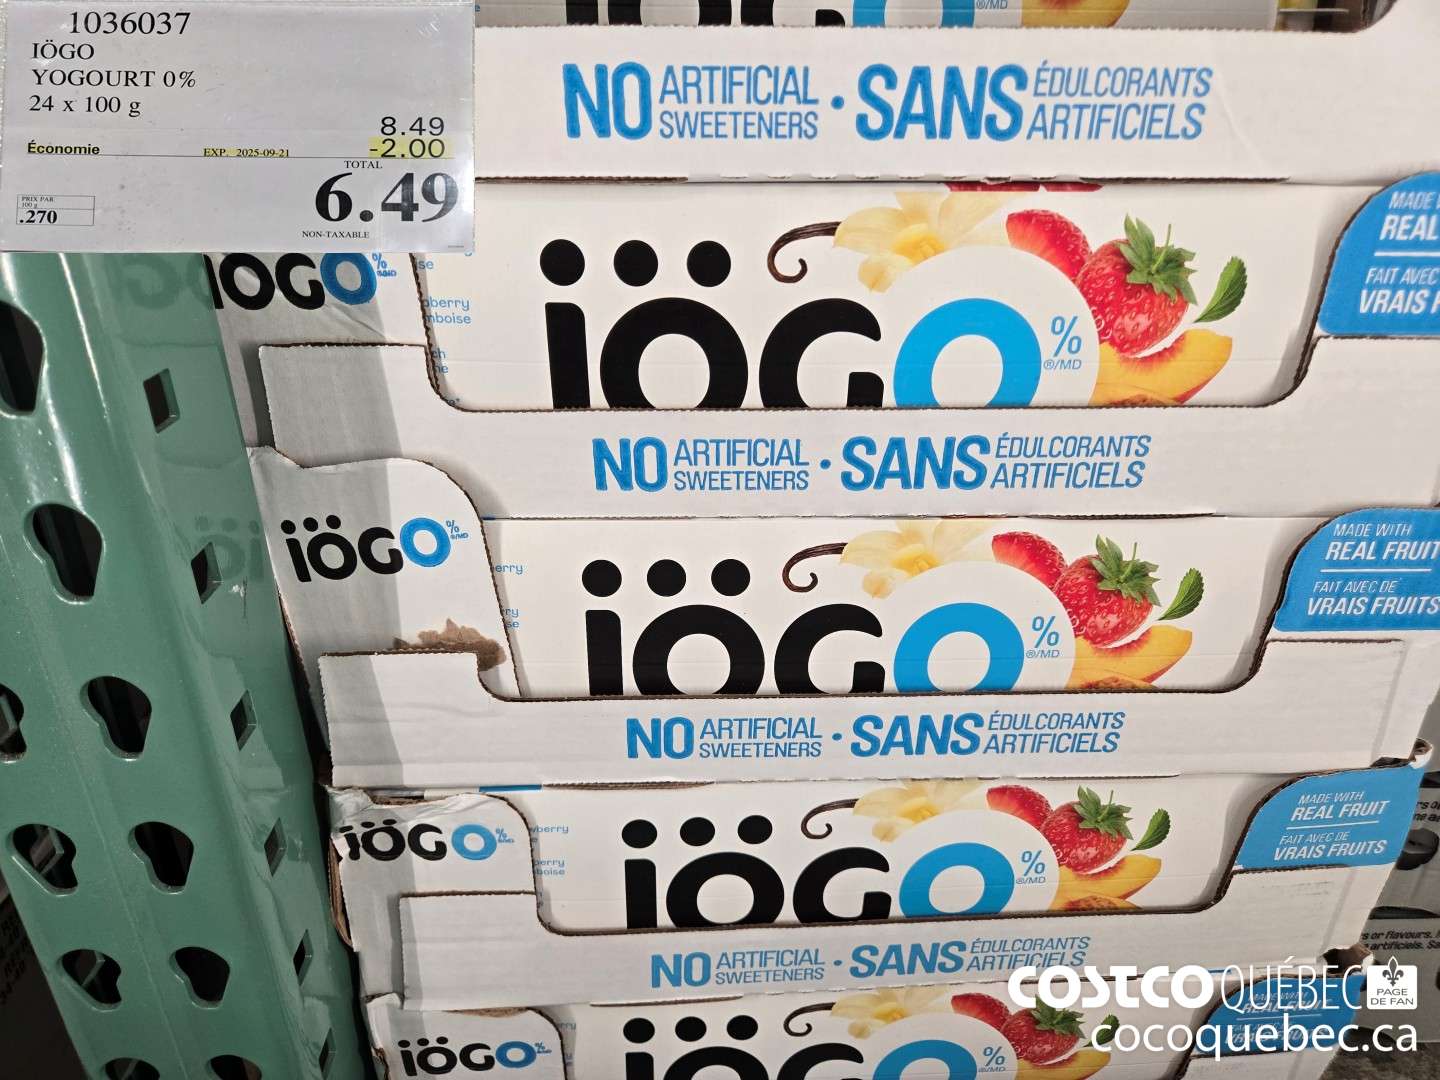 1036037
IÖGO
YOGOURT 0%
24 x 100 g
8.49
Économie EXP. 2025-09-21 -2.00
TOTAL
6.49
PRIX PAR
100 g
.270
NON-TAXABLE
®/MD
NO ARTIFICIAL SWEETENERS • SANS ÉDULCORANTS ARTIFICIELS
MADE
REAL
FAIT AVEC
VRAIS F
iögo
iögo % ®/MD
NO ARTIFICIAL SWEETENERS • SANS ÉDULCORANTS ARTIFICIELS
MADE WITH
REAL FRUIT
FAIT AVEC DE
VRAIS FRUITS
iögo % ®/MD
iögo % ®/MD
NO ARTIFICIAL SWEETENERS • SANS ÉDULCORANTS ARTIFICIELS
MADE WITH
REAL FRUIT
FAIT AVEC DE
VRAIS FRUITS
iögo %
iögo % ®/MD
NO ARTIFICIAL SWEETENERS • SANS ÉDULCORANTS ARTIFICIELS
iögo
iögo %
COSTCO QUÉBEC
PAGE
DE FAN
cocoquebec.ca